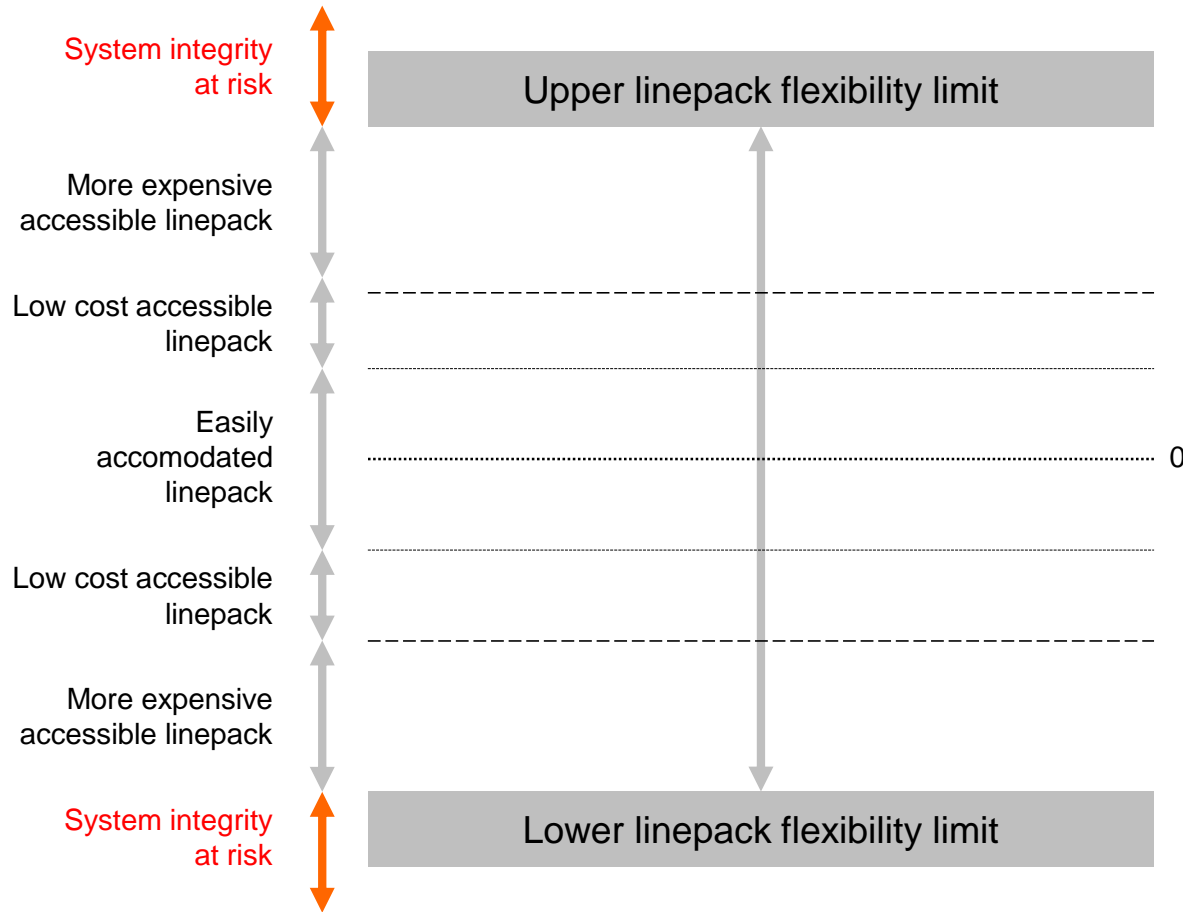 System integrity
at risk
Upper linepack flexibility limit
More expensive
accessible linepack
Low cost accessible
linepack
Easily
accomodated
linepack
0
Low cost accessible
linepack
More expensive
accessible linepack
System integrity
at risk
Lower linepack flexibility limit